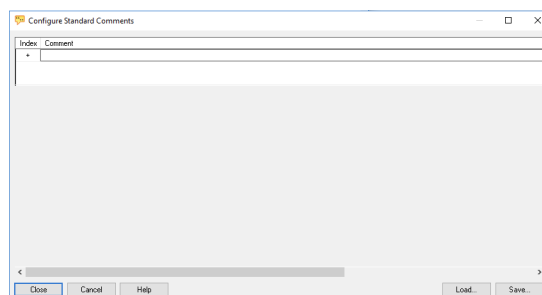 Configure Standard Comments
Index Comment
+
Close Cancel Help Load... Save...